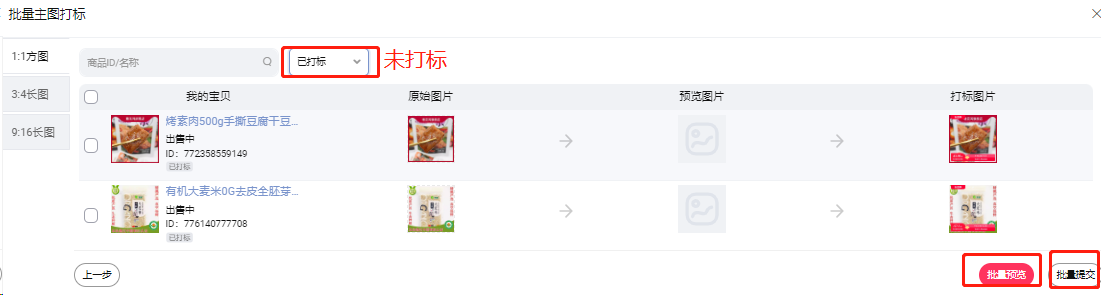 批量主图打标
1:1方图
3:4长图
9:16长图
商品ID/名称
已打标
未打标
我的宝贝
原始图片
预览图片
打标图片
烤素肉500g手撕豆腐干豆...
出售中
ID：772358559149
已打标
有机大麦米0G去皮全胚芽...
出售中
ID：776140777708
已打标
上一步
批量预览
批量提交